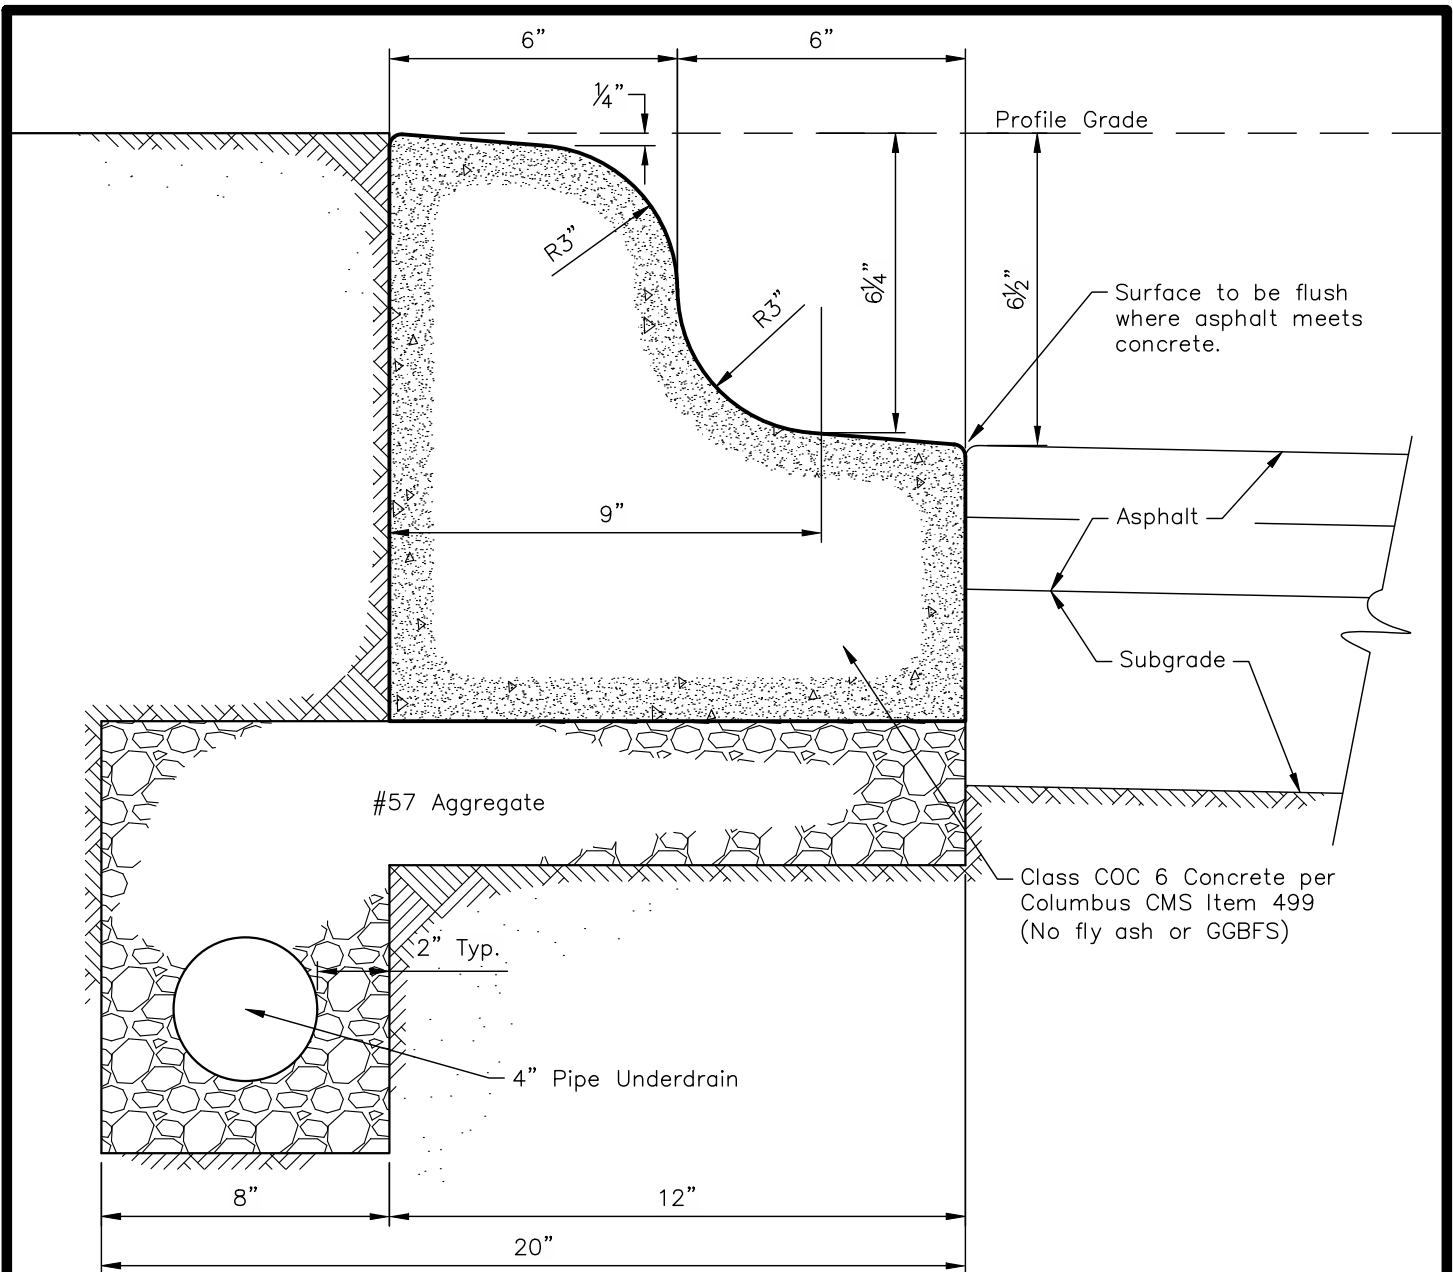 6”
6”
¼”
Profile Grade
R3”
6¼”
6½”
Surface to be flush
where asphalt meets
concrete.
R3”
9”
Asphalt
Subgrade
#57 Aggregate
Class COC 6 Concrete per
Columbus CMS Item 499
(No fly ash or GGBFS)
2” Typ.
4” Pipe Underdrain
8”
12”
20”